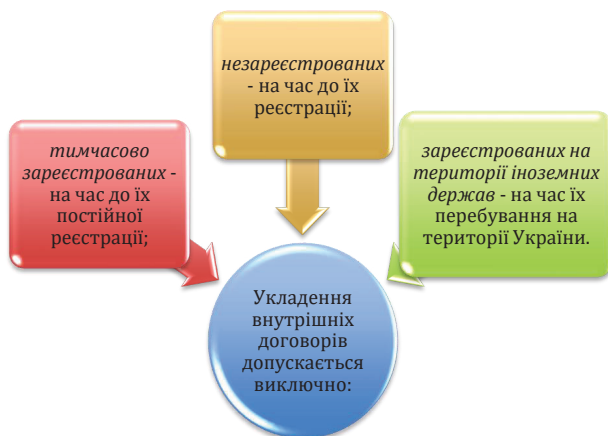 незареєстрованих
- на час до їх
реєстрації;
тимчасово
зареєстрованих -
на час до їх
постійної
реєстрації;
зареєстрованих на
території іноземних
держав - на час їх
перебування на
території України.
Укладення
внутрішніх
договорів
допускається
виключно: